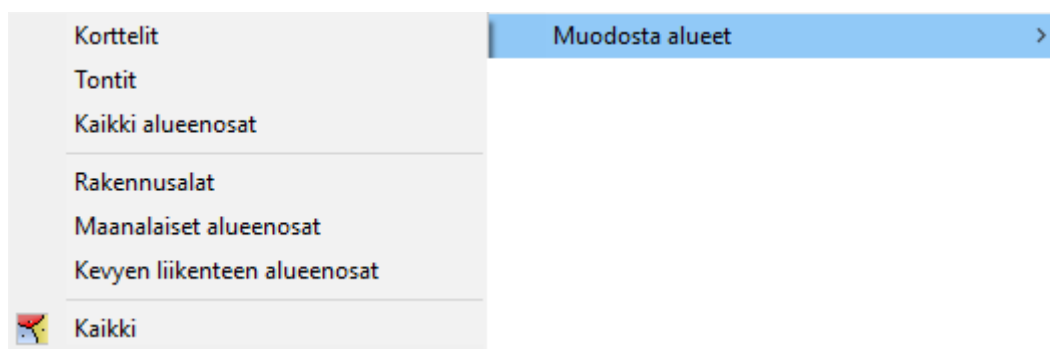 Muodosta alueet
Korttelit
Tontit
Kaikki alueenosat
Rakennusalat
Maanalaiset alueenosat
Kevyen liikenteen alueenosat
Kaikki